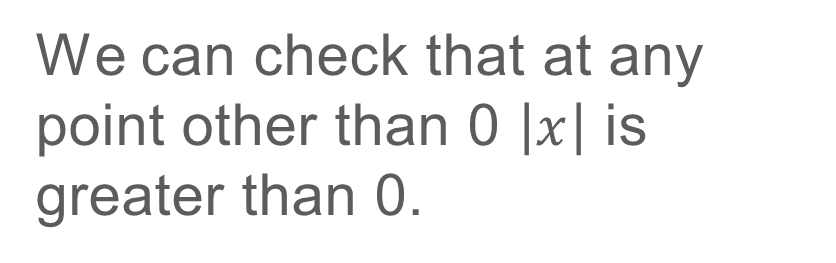 We can check that at any
point other than 0 |x| is
greater than 0.